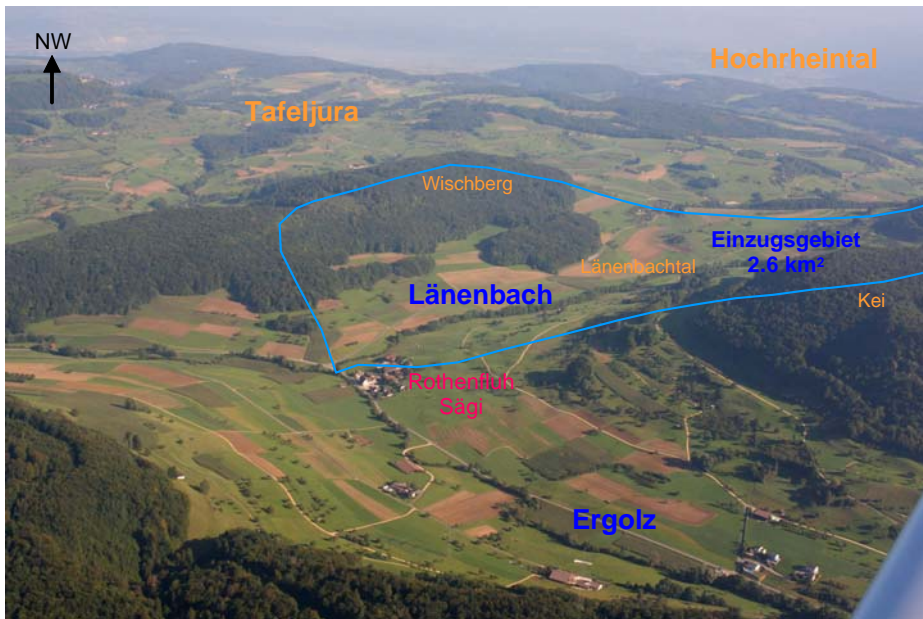 NW
Hochrheintal
Tafeljura
Wischberg
Einzugsgebiet
2.6 km²
Länenbachtal
Länenbach
Kei
Rothenfluh
Sägi
Ergolz